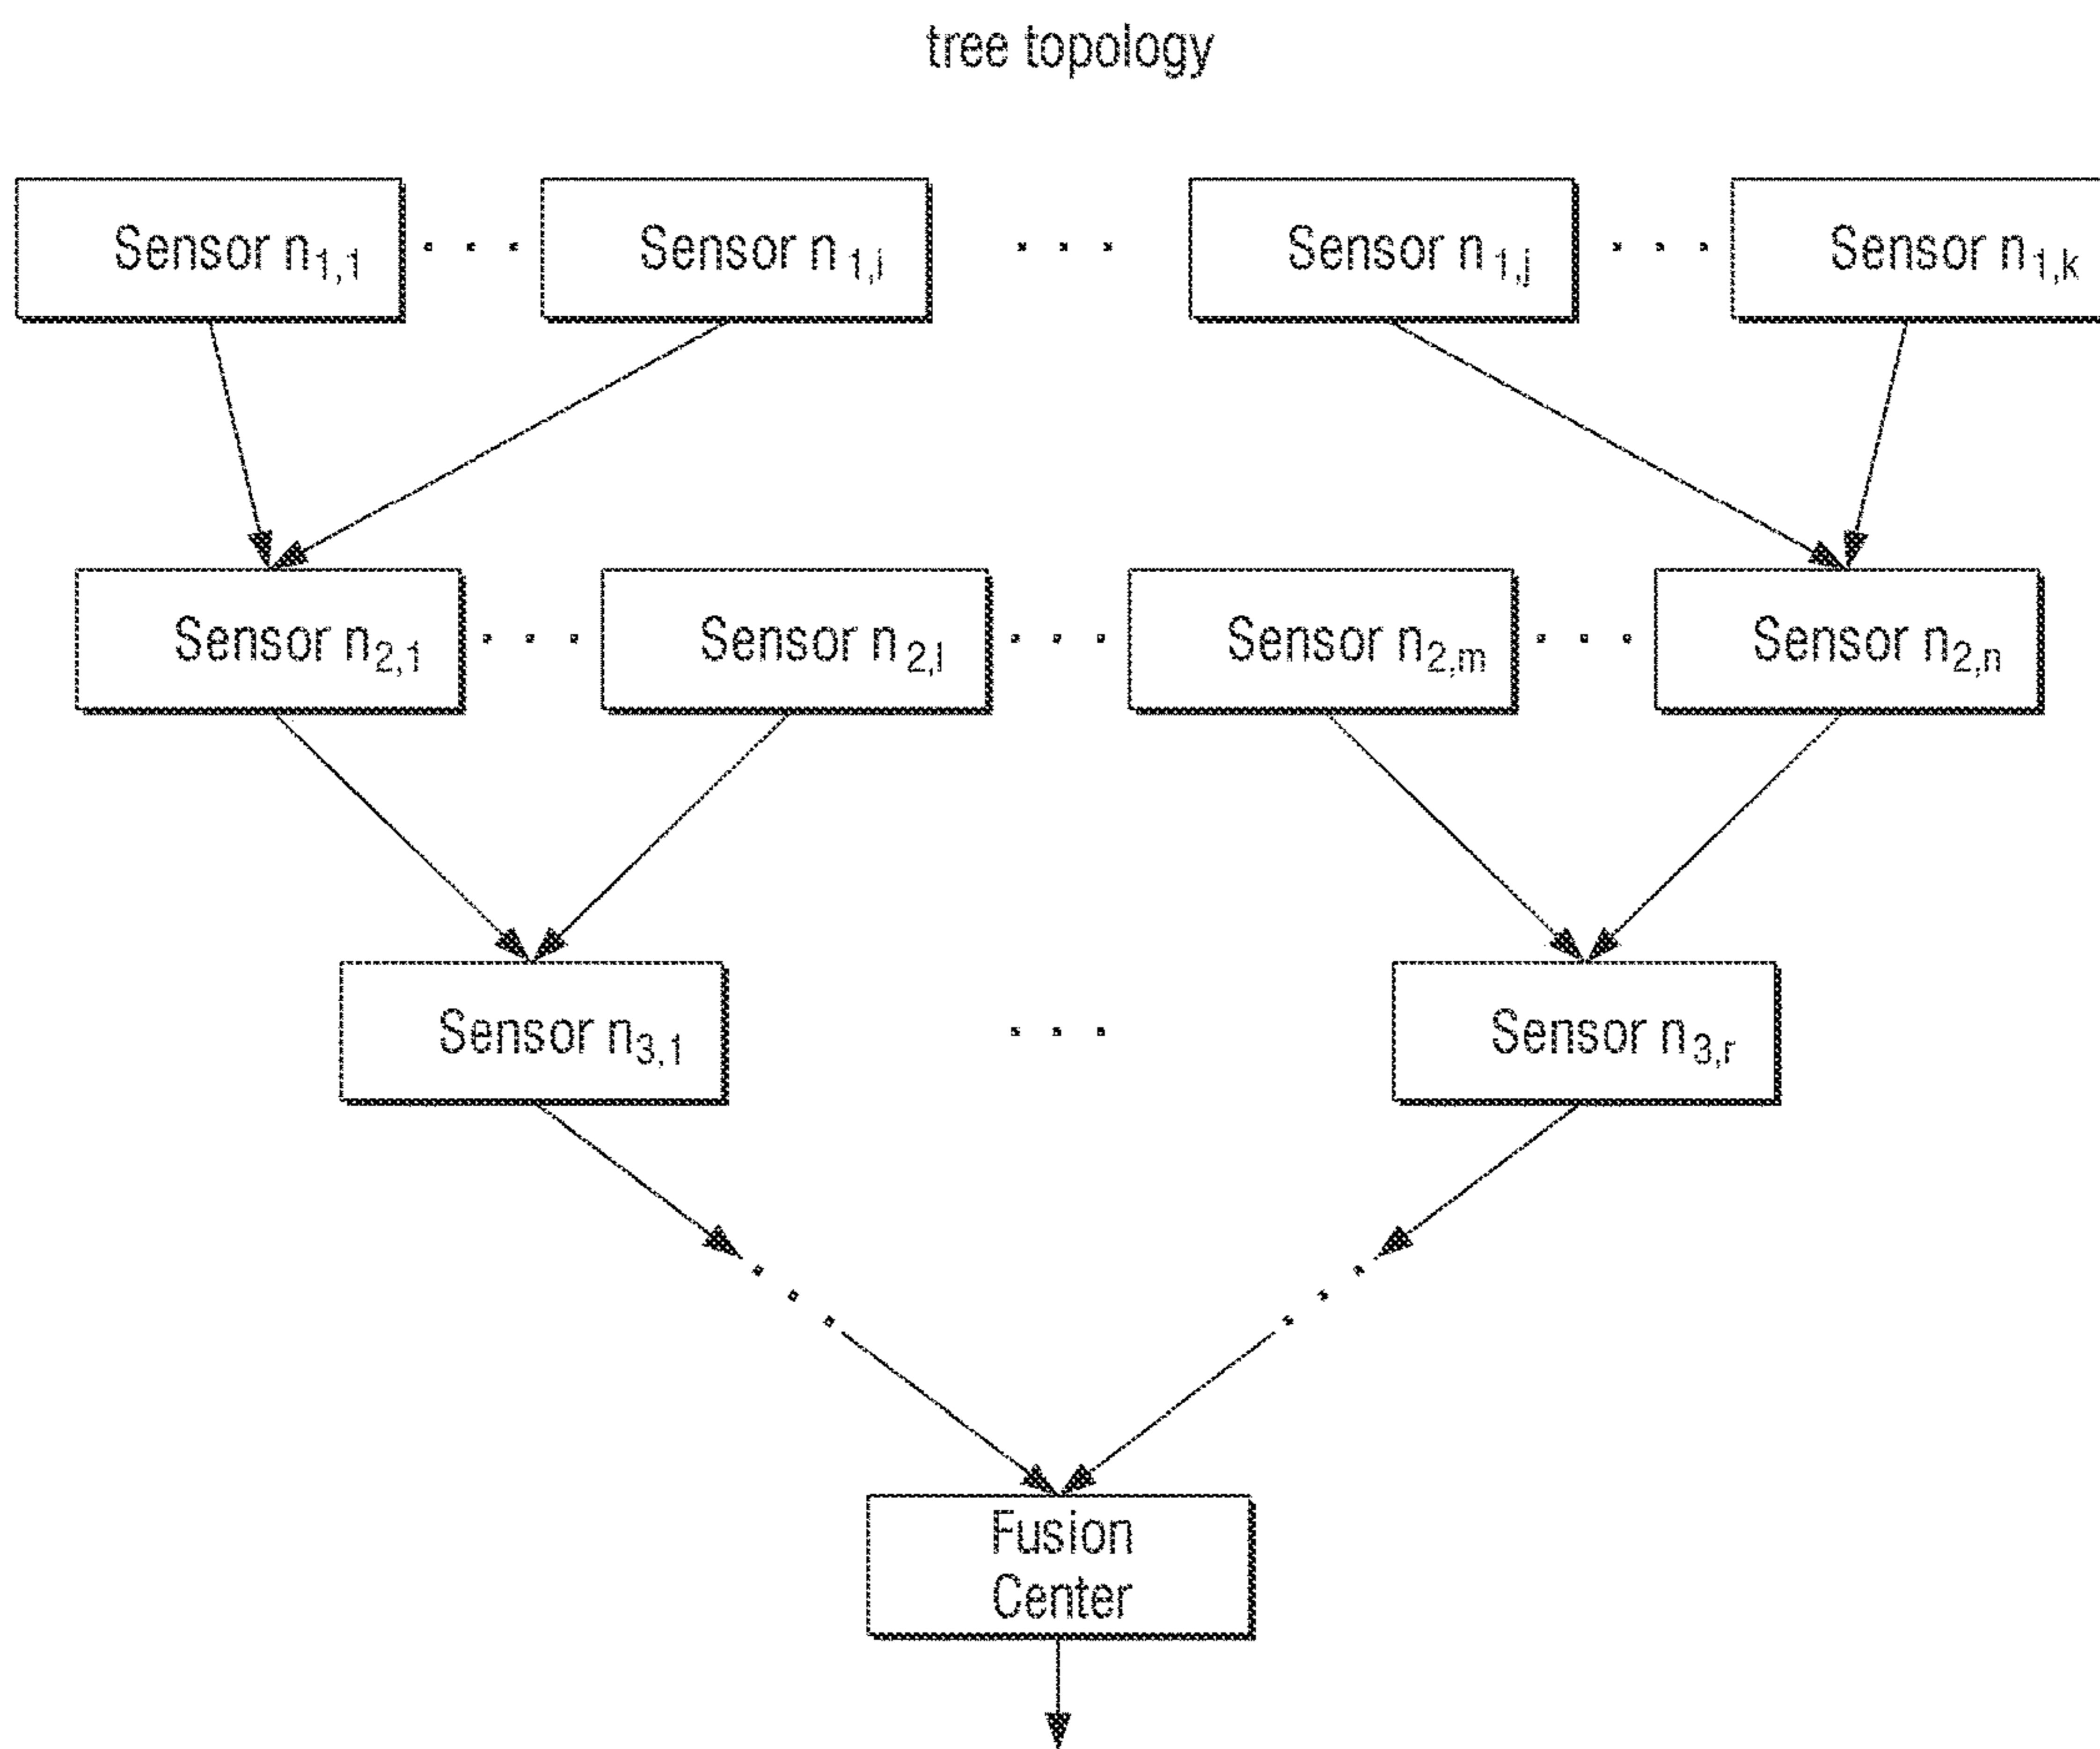 tree topology
Sensor n1,1 . . . Sensor n1,i . . . Sensor n1,j . . . Sensor n1,k
Sensor n2,1 . . . Sensor n2,l . . . Sensor n2,m . . . Sensor n2,n
Sensor n3,1 . . . Sensor n3,r
Fusion
Center